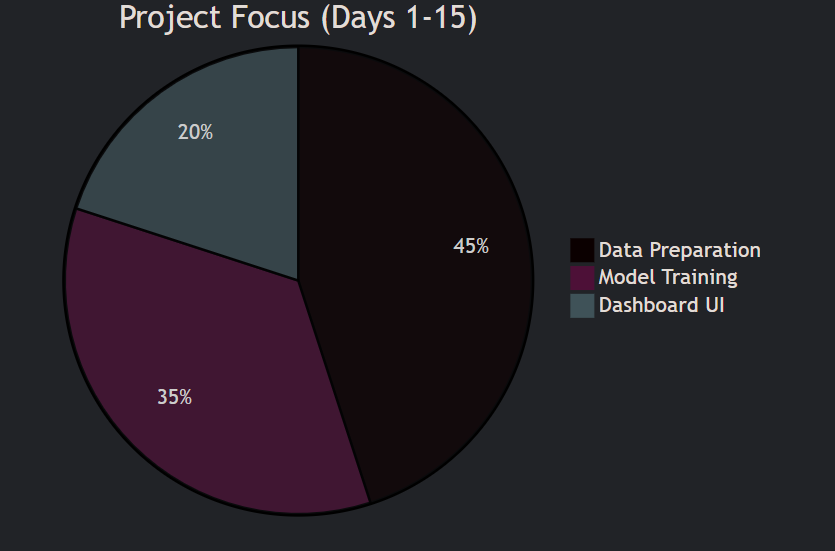 Project Focus (Days 1-15)
20%
45%
35%
Data Preparation
Model Training
Dashboard UI